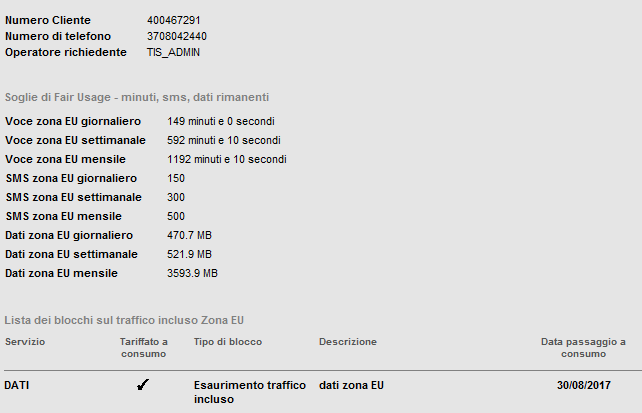 Numero Cliente 400467291
Numero di telefono 3708042440
Operatore richiedente TIS_ADMIN
Soglie di Fair Usage - minuti, sms, dati rimanenti
Voce zona EU giornaliero 149 minuti e 0 secondi
Voce zona EU settimanale 592 minuti e 10 secondi
Voce zona EU mensile 1192 minuti e 10 secondi
SMS zona EU giornaliero 150
SMS zona EU settimanale 300
SMS zona EU mensile 500
Dati zona EU giornaliero 470.7 MB
Dati zona EU settimanale 521.9 MB
Dati zona EU mensile 3593.9 MB
Lista dei blocchi sul traffico incluso Zona EU
Servizio Tariffato a consumo Tipo di blocco Descrizione Data passaggio a consumo
DATI ✓ Esaurimento traffico incluso dati zona EU 30/08/2017